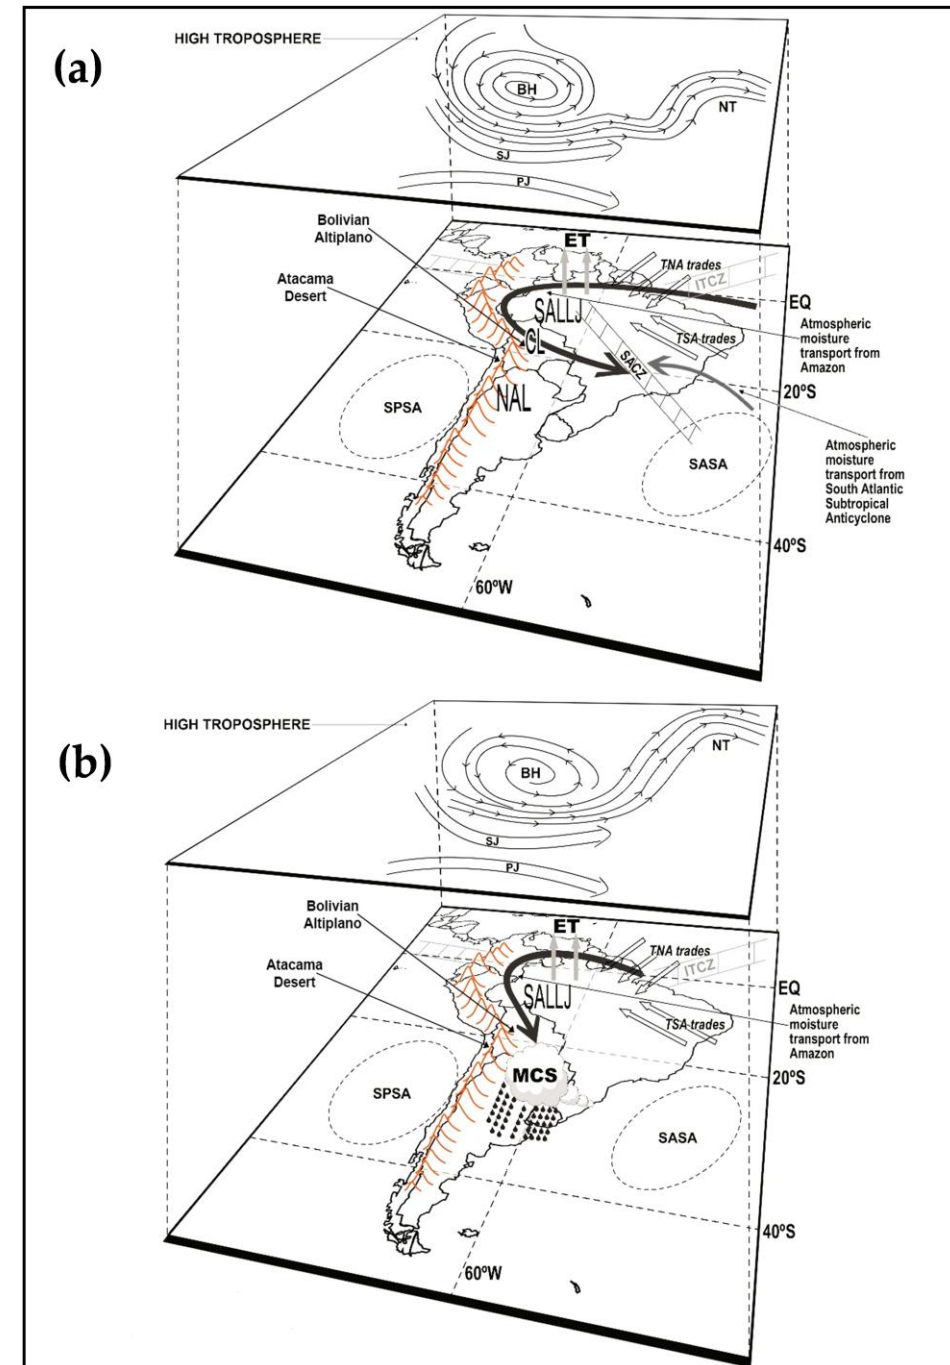 (a)
HIGH TROPOSPHERE
BH
NT
SJ
PJ
Bolivian
Altiplano
ET
TNA trades
ITCZ
Atacama
Desert
EQ
SALLJ
Atmospheric
moisture
transport from
Amazon
TSA trades
CL
SACZ
20ºS
NAL
SPSA
SASA
Atmospheric
moisture
transport from
South Atlantic
Subtropical
Anticyclone
40ºS
60ºW
(b)
HIGH TROPOSPHERE
NT
BH
SJ
PJ
Bolivian
Altiplano
ET
TNA trades
ITCZ
Atacama
Desert
EQ
SALLJ
Atmospheric
moisture
transport from
Amazon
TSA trades
MCS
20ºS
SPSA
SASA
40ºS
60ºW